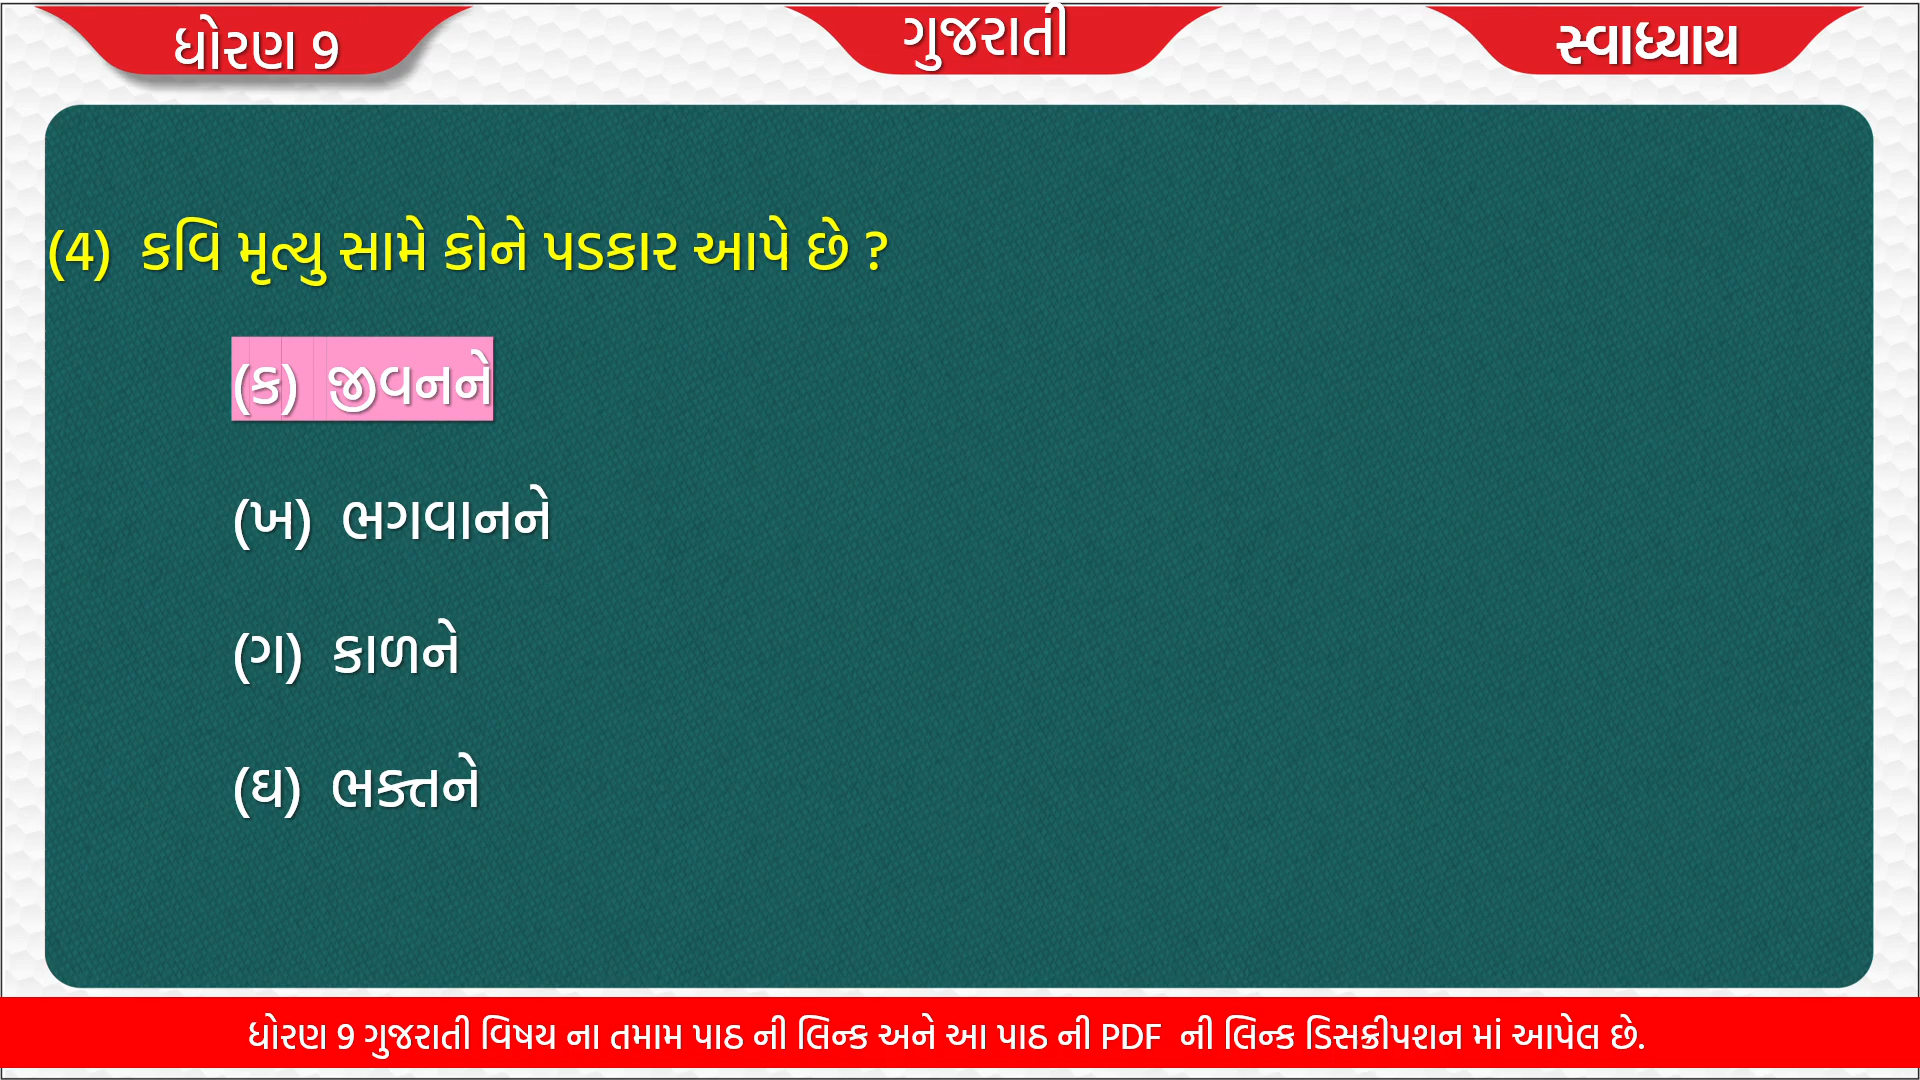 ધોરણ 9
ગુજરાતી
સ્વાધ્યાય
(4) કવિ મૃત્યુ સામે કોને પડકાર આપે છે ?
(ક) જીવનને
(ખ) ભગવાનને
(ગ) કાળને
(ઘ) ભક્તને
ધોરણ 9 ગુજરાતી વિષય ના તમામ પાઠ ની લિન્ક અને આ પાઠ ની PDF ની લિન્ક ડિસક્રીપશન માં આપેલ છે.